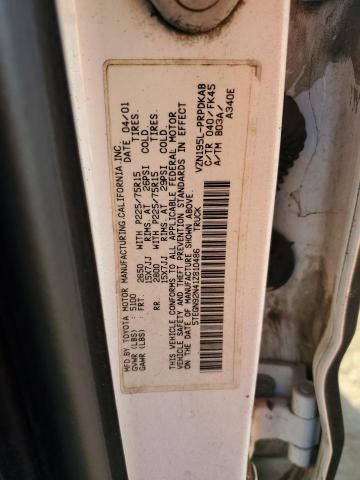 MFD BY TOYOTA MOTOR MANUFACTURING, CALIFORNIA, INC. 04/01
GVWR (LBS) : 5100
GAWR (LBS) : FRT. 2650 WITH P225/75R15 TIRES,
15X7JJ RIMS, AT 26PSI COLD.
RR. 2800 WITH P225/75R15 TIRES,
15X7JJ RIMS, AT 29PSI COLD.
THIS VEHICLE CONFORMS TO ALL APPLICABLE FEDERAL MOTOR
VEHICLE SAFETY AND THEFT PREVENTION STANDARDS IN EFFECT
ON THE DATE OF MANUFACTURE SHOWN ABOVE.
5TEGN92N41Z810486 TRUCK
VZN195L-PRPDKAB
C/TR 040/FK45
A/TM 803A/
A340E